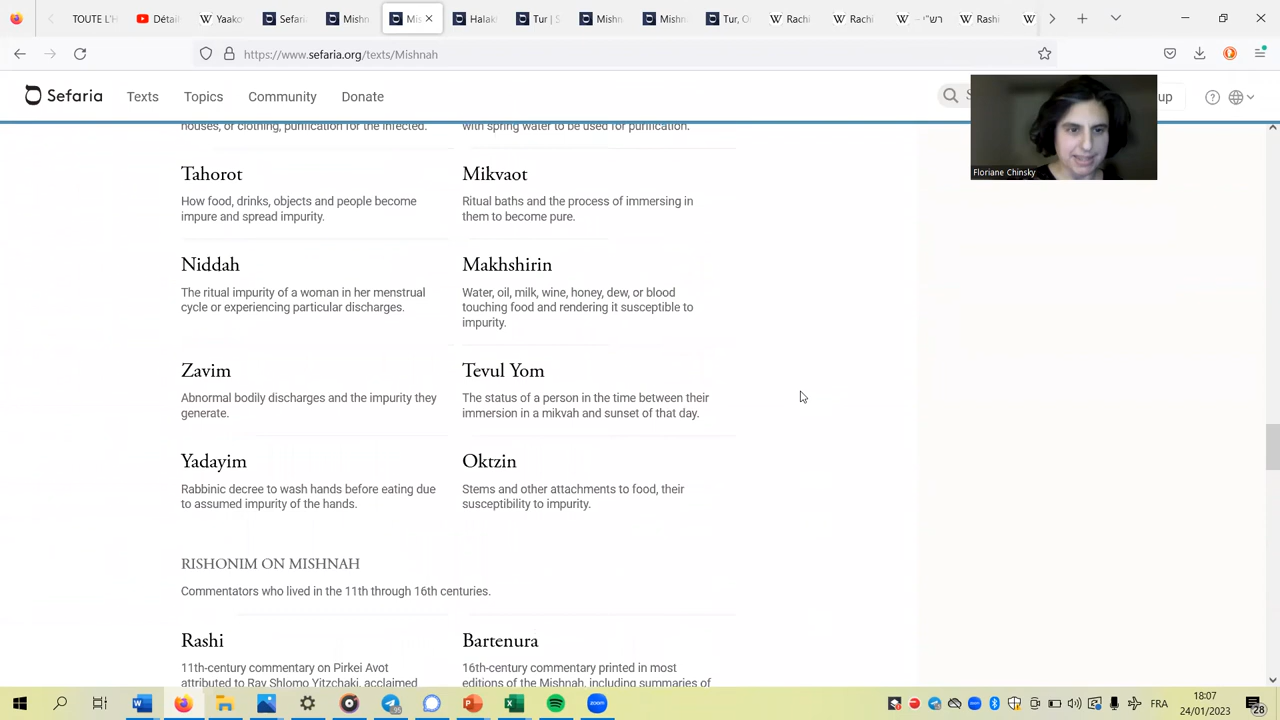 TOUTE L'I
Détail
Yaako
Sefaria
Mishn
Mis
Halak
Tur | S
Mishn
Mishn
Tur, O
Rachi
Rachi
רש"י –
Rashi
https://www.sefaria.org/texts/Mishnah
Sefaria
Texts
Topics
Community
Donate
S
up
Floriane Chinsky
houses, or clothing, purification for the infected.
with spring water to be used for purification.
Tahorot
How food, drinks, objects and people become
impure and spread impurity.
Mikvaot
Ritual baths and the process of immersing in
them to become pure.
Niddah
The ritual impurity of a woman in her menstrual
cycle or experiencing particular discharges.
Makhshirin
Water, oil, milk, wine, honey, dew, or blood
touching food and rendering it susceptible to
impurity.
Zavim
Abnormal bodily discharges and the impurity they
generate.
Tevul Yom
The status of a person in the time between their
immersion in a mikvah and sunset of that day.
Yadayim
Rabbinic decree to wash hands before eating due
to assumed impurity of the hands.
Oktzin
Stems and other attachments to food, their
susceptibility to impurity.
RISHONIM ON MISHNAH
Commentators who lived in the 11th through 16th centuries.
Rashi
11th-century commentary on Pirkei Avot
attributed to Rav Shlomo Yitzchaki, acclaimed
Bartenura
16th-century commentary printed in most
editions of the Mishnah, including summaries of
95
zoom
FRA
18:07
24/01/2023
28